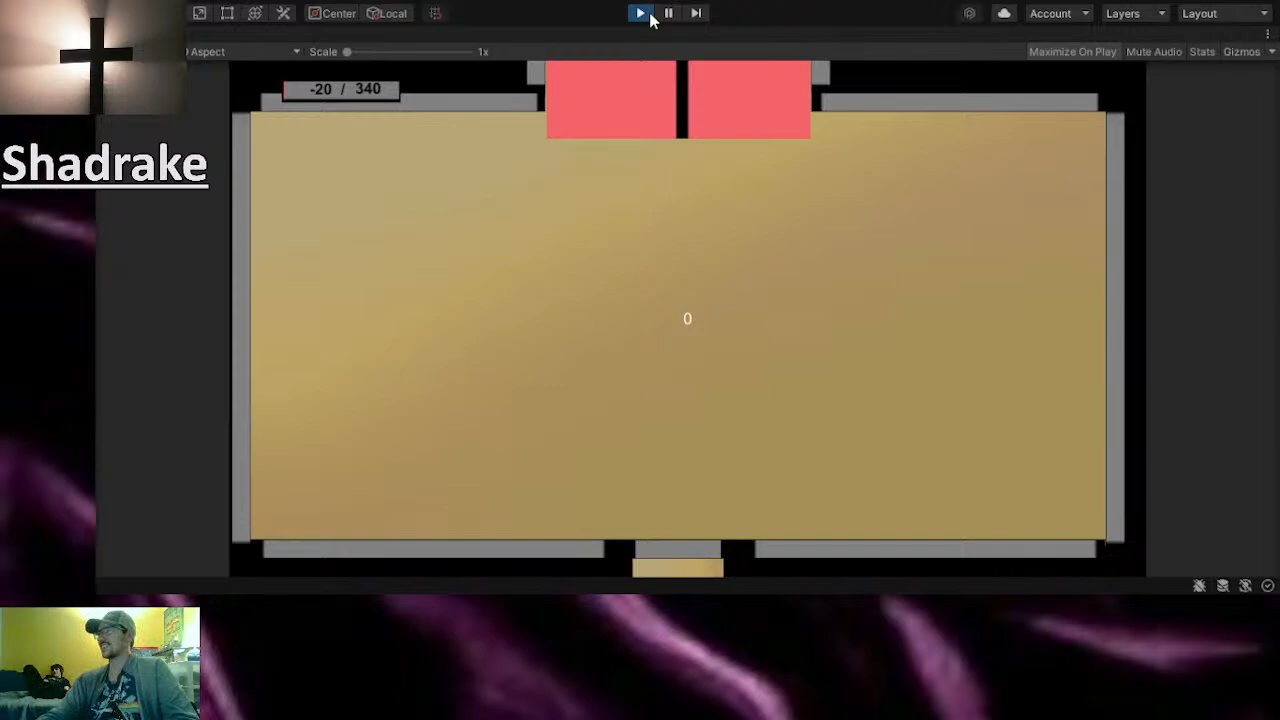 Center Local Account Layers Layout
Aspect Scale 1x Maximize On Play Mute Audio Stats Gizmos
-20 / 340
Shadrake
0